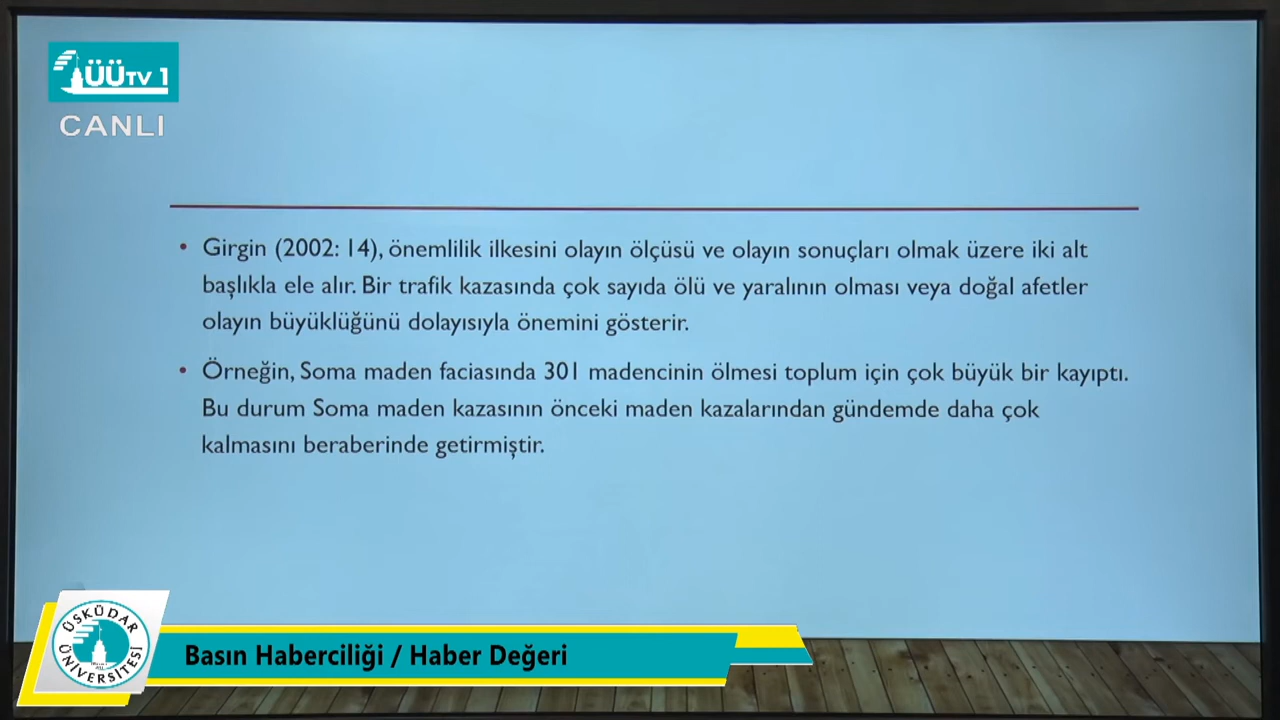 ÜÜTV 1
CANLI
• Girgin (2002: 14), önemlilik ilkesini olayın ölçüsü ve olayın sonuçları olmak üzere iki alt
başlıkla ele alır. Bir trafik kazasında çok sayıda ölü ve yaralının olması veya doğal afetler
olayın büyüklüğünü dolayısıyla önemini gösterir.
• Örneğin, Soma maden faciasında 301 madencinin ölmesi toplum için çok büyük bir kayıptı.
Bu durum Soma maden kazasının önceki maden kazalarından gündemde daha çok
kalmasını beraberinde getirmiştir.
ÜSKÜDAR
ÜNİVERSİTESİ
Basın Haberciliği / Haber Değeri